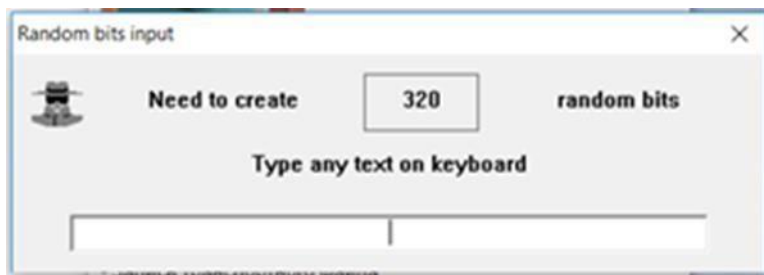 Random bits input
Need to create 320 random bits
Type any text on keyboard